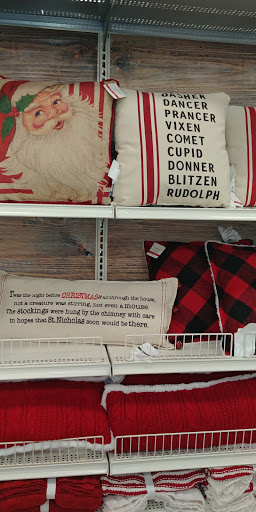 DASHER
DANCER
PRANCER
VIXEN
COMET
CUPID
DONNER
BLITZEN
RUDOLPH
Twas the night before CHRISTMAS all through the house,
not a creature was stirring, not even a mouse.
The stockings were hung by the chimney with care
in hopes that St. Nicholas soon would be there.